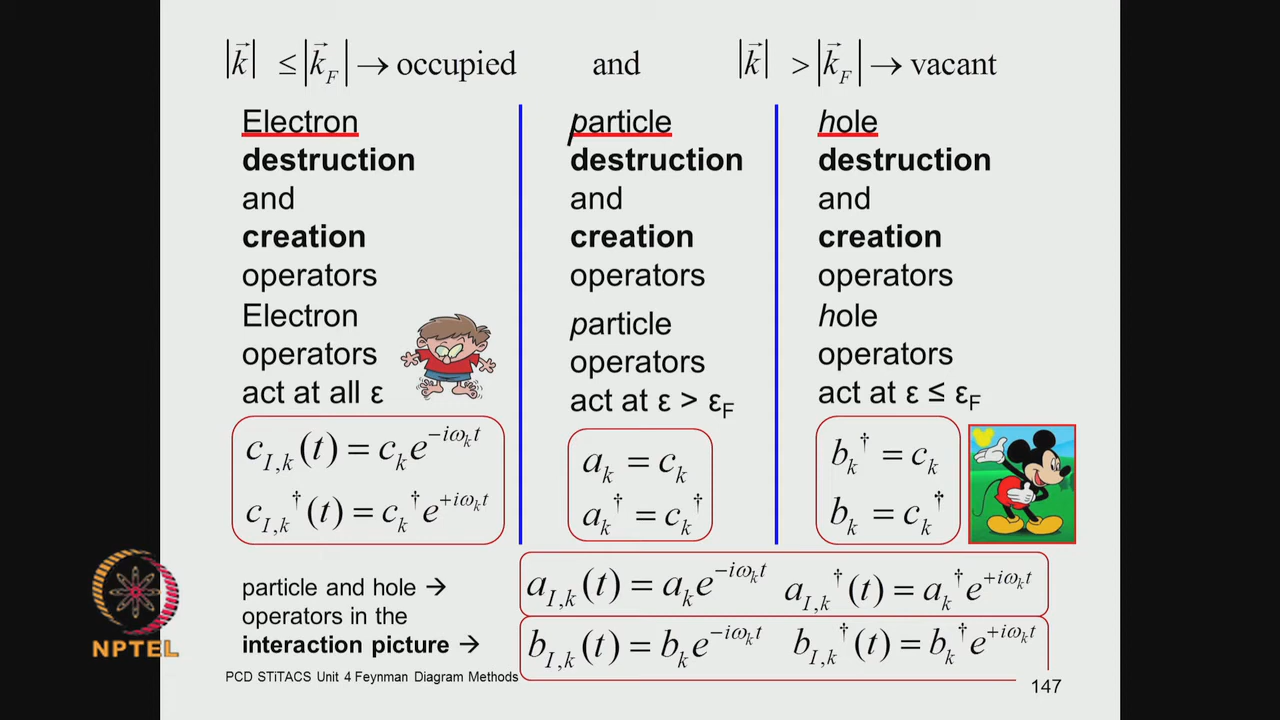 |k⃗| ≤ |k⃗_F| → occupied and |k⃗| > |k⃗_F| → vacant
Electron
destruction
and
creation
operators
Electron
operators
act at all ε
c_{I,k}(t) = c_k e^{-iω_k t}
c_{I,k}^†(t) = c_k^† e^{+iω_k t}
particle
destruction
and
creation
operators
particle
operators
act at ε > ε_F
a_k = c_k
a_k^† = c_k^†
hole
destruction
and
creation
operators
hole
operators
act at ε ≤ ε_F
b_k^† = c_k
b_k = c_k^†
particle and hole →
operators in the
interaction picture →
a_{I,k}(t) = a_k e^{-iω_k t} a_{I,k}^†(t) = a_k^† e^{+iω_k t}
b_{I,k}(t) = b_k e^{-iω_k t} b_{I,k}^†(t) = b_k^† e^{+iω_k t}
NPTEL
PCD STiTACS Unit 4 Feynman Diagram Methods
147